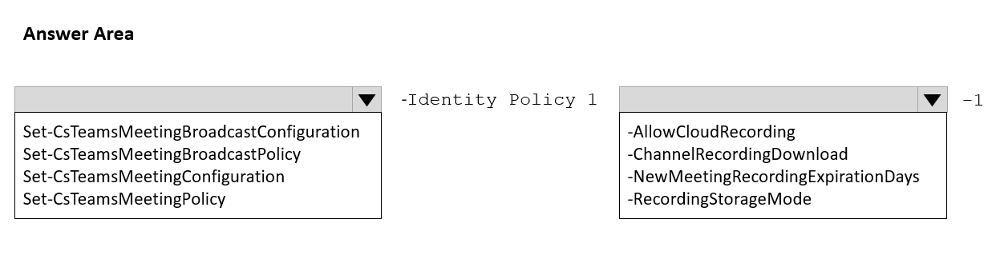 Answer Area
-Identity Policy 1
-1
Set-CsTeamsMeetingBroadcastConfiguration
Set-CsTeamsMeetingBroadcastPolicy
Set-CsTeamsMeetingConfiguration
Set-CsTeamsMeetingPolicy
-AllowCloudRecording
-ChannelRecordingDownload
-NewMeetingRecordingExpirationDays
-RecordingStorageMode